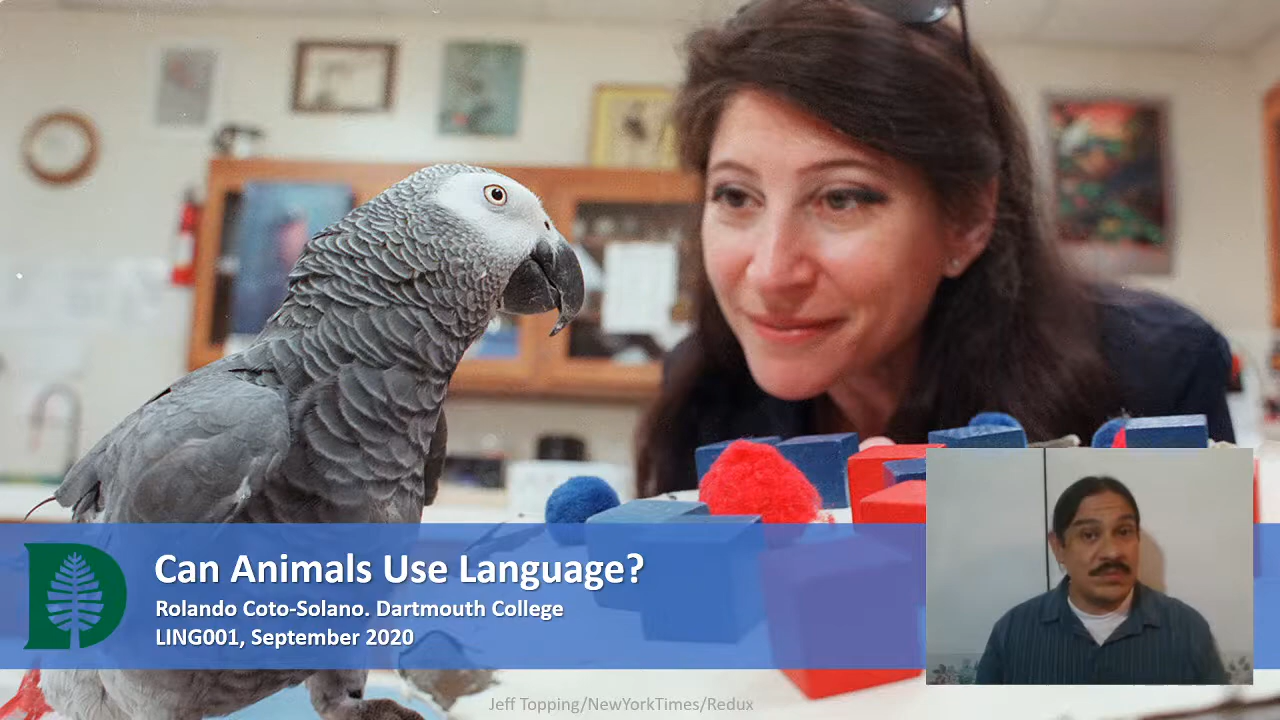 Can Animals Use Language?
Rolando Coto-Solano. Dartmouth College
LING001, September 2020
Jeff Topping/NewYorkTimes/Redux